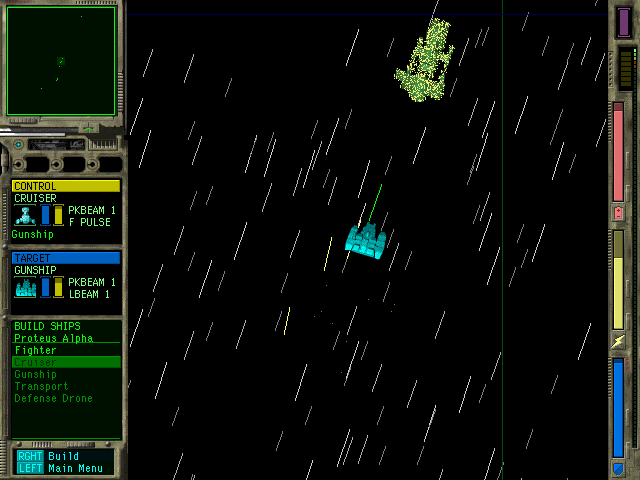 CONTROL
CRUISER
PKBEAM 1
F PULSE
Gunship
TARGET
GUNSHIP
PKBEAM 1
LBEAM 1
BUILD SHIPS
Proteus Alpha
Fighter
Cruiser
Gunship
Transport
Defense Drone
RGHT Build
LEFT Main Menu